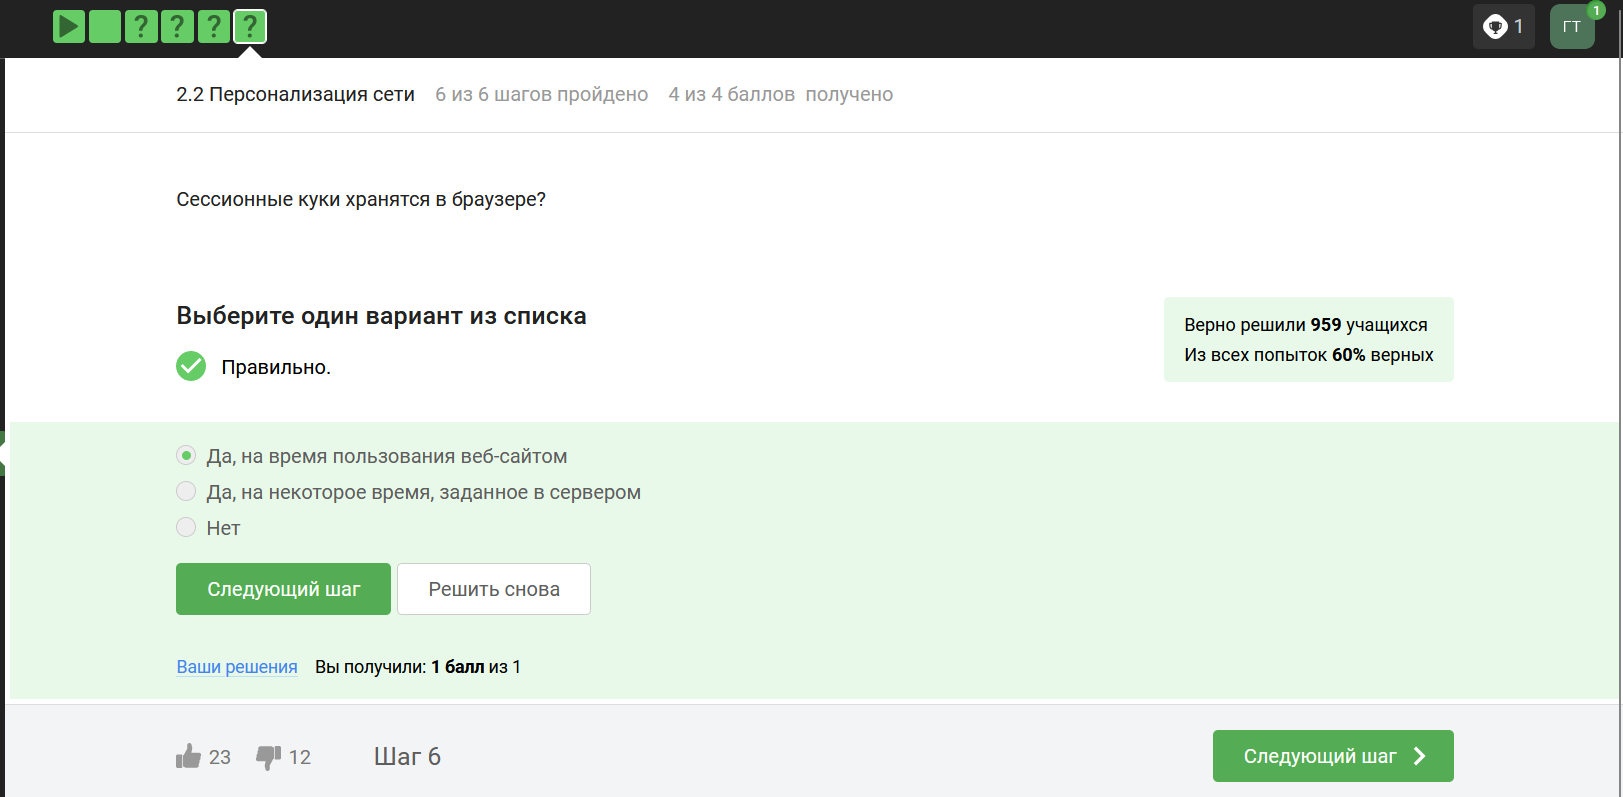 ? ? ? ?
1
ГТ
1
2.2 Персонализация сети 6 из 6 шагов пройдено 4 из 4 баллов получено
Сессионные куки хранятся в браузере?
Выберите один вариант из списка
Правильно.
Верно решили 959 учащихся
Из всех попыток 60% верных
Да, на время пользования веб-сайтом
Да, на некоторое время, заданное в сервером
Нет
Следующий шаг
Решить снова
Ваши решения Вы получили: 1 балл из 1
23 12 Шаг 6
Следующий шаг